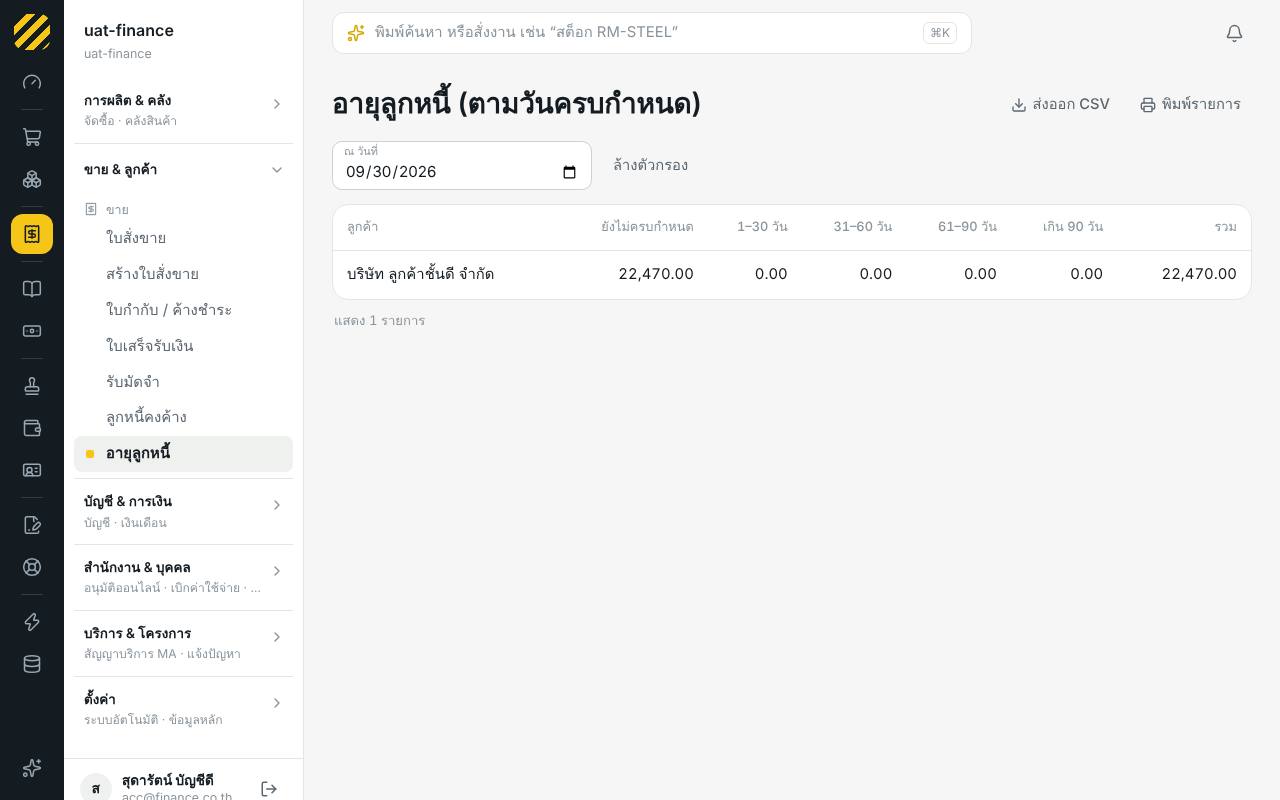 uat-finance
uat-finance
การผลิต & คลัง
จัดซื้อ · คลังสินค้า
ขาย & ลูกค้า
ขาย
ใบสั่งขาย
สร้างใบสั่งขาย
ใบกำกับ / ค้างชำระ
ใบเสร็จรับเงิน
รับมัดจำ
ลูกหนี้คงค้าง
อายุลูกหนี้
บัญชี & การเงิน
บัญชี · เงินเดือน
สำนักงาน & บุคคล
อนุมัติออนไลน์ · เบิกค่าใช้จ่าย · ...
บริการ & โครงการ
สัญญาบริการ MA · แจ้งปัญหา
ตั้งค่า
ระบบอัตโนมัติ · ข้อมูลหลัก
ส สุดารัตน์ บัญชีดี
acc@finance.co.th
พิมพ์ค้นหา หรือสั่งงาน เช่น “สต็อก RM-STEEL” ⌘K
อายุลูกหนี้ (ตามวันครบกำหนด) ส่งออก CSV พิมพ์รายการ
ณ วันที่
09/30/2026 ล้างตัวกรอง
ลูกค้า ยังไม่ครบกำหนด 1–30 วัน 31–60 วัน 61–90 วัน เกิน 90 วัน รวม
บริษัท ลูกค้าชั้นดี จำกัด 22,470.00 0.00 0.00 0.00 0.00 22,470.00
แสดง 1 รายการ